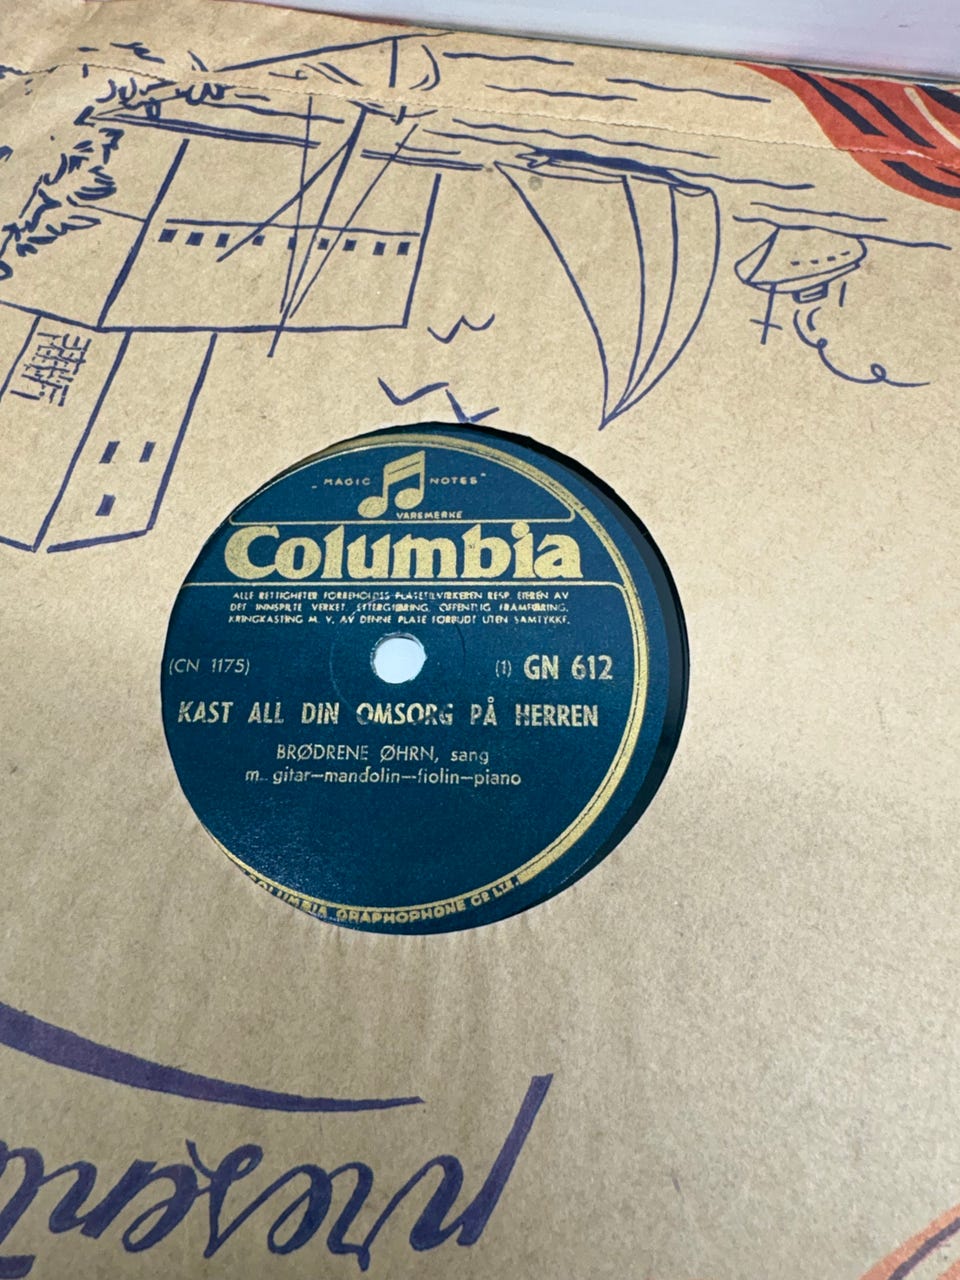 "MAGIC NOTES"
VAREMERKE
Columbia
ALLE RETTIGHETER FORBEHOLDES PLATETILVIRKEREN RESP. EIEREN AV
DET INNSPILTE VERKET. EFTERGJØRING, OFFENTLIG FRAMFØRING,
KRINGKASTING M. V. AV DENNE PLATE FORBUDT UTEN SAMTYKKE.
(CN 1175) (1) GN 612
KAST ALL DIN OMSORG PÅ HERREN
BRØDRENE ØHRN, sang
m. gitar—mandolin—fiolin—piano
COLUMBIA GRAPHOPHONE Co LTD.